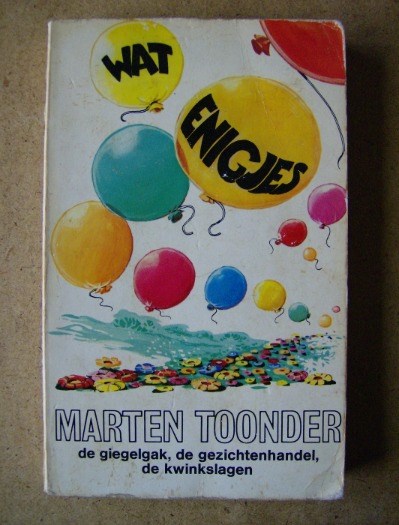 WAT
ENIGJES
MARTEN TOONDER
de giegelgak, de gezichtenhandel,
de kwinkslagen